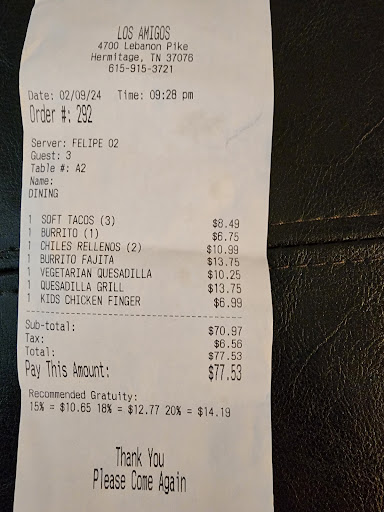 LOS AMIGOS
4700 Lebanon Pike
Hermitage, TN 37076
615-915-3721
Date: 02/09/24 Time: 09:28 pm
Order #: 292
Server: FELIPE 02
Guest: 3
Table #: A2
Name:
DINING
1 SOFT TACOS (3) $8.49
1 BURRITO (1) $6.75
1 CHILES RELLENOS (2) $10.99
1 BURRITO FAJITA $13.75
1 VEGETARIAN QUESADILLA $10.25
1 QUESADILLA GRILL $13.75
1 KIDS CHICKEN FINGER $6.99
Sub-total: $70.97
Tax: $6.56
Total: $77.53
Pay This Amount: $77.53
Recommended Gratuity:
15% = $10.65 18% = $12.77 20% = $14.19
Thank You
Please Come Again